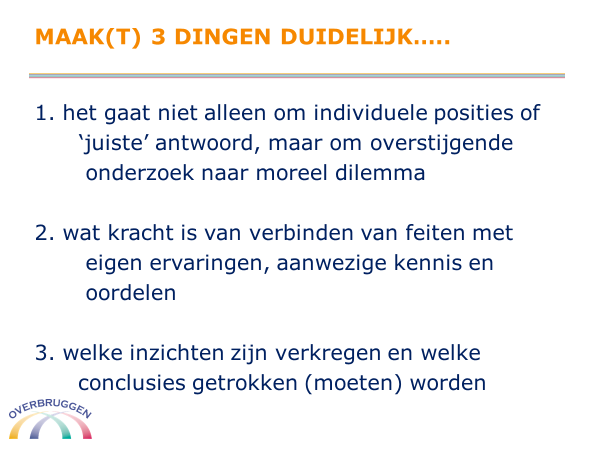 MAAK(T) 3 DINGEN DUIDELIJK.....
1. het gaat niet alleen om individuele posities of
‘juiste’ antwoord, maar om overstijgende
onderzoek naar moreel dilemma
2. wat kracht is van verbinden van feiten met
eigen ervaringen, aanwezige kennis en
oordelen
3. welke inzichten zijn verkregen en welke
conclusies getrokken (moeten) worden
OVERBRUGGEN